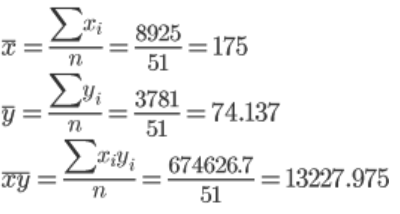 x̄ = ∑xᵢ / n = 8925 / 51 = 175
ȳ = ∑yᵢ / n = 3781 / 51 = 74.137
x̄ȳ = ∑xᵢyᵢ / n = 674626.7 / 51 = 13227.975